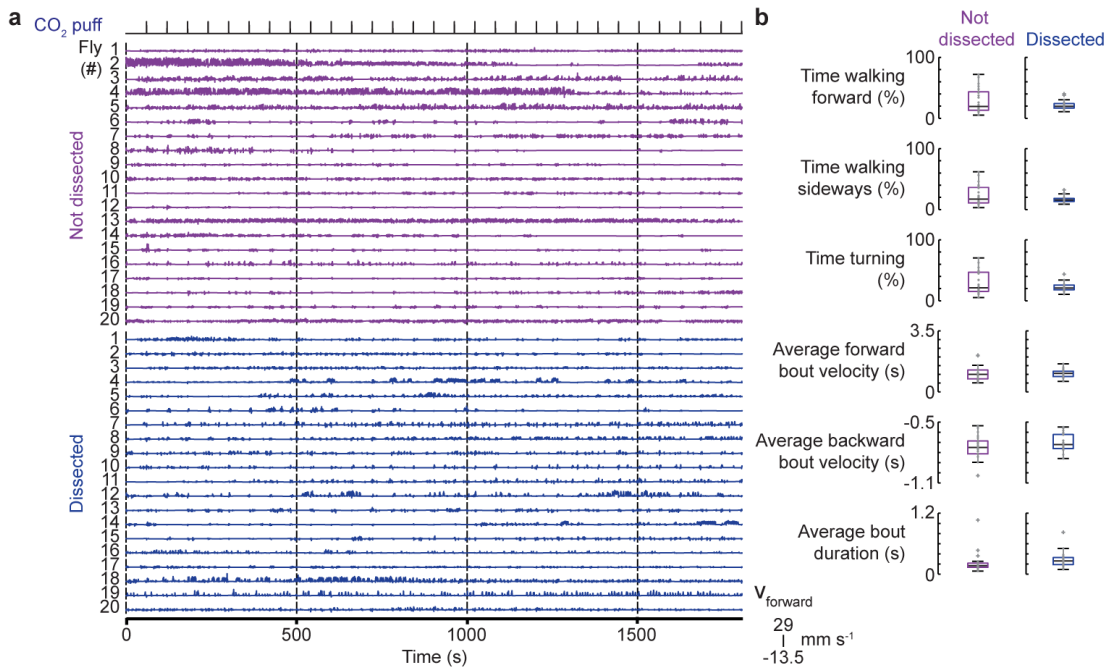 a
CO2 puff
Fly
(#)
Not dissected
1
2
3
4
5
6
7
8
9
10
11
12
13
14
15
16
17
18
19
20
Dissected
1
2
3
4
5
6
7
8
9
10
11
12
13
14
15
16
17
18
19
20
0
500
1000
1500
Time (s)
Vforward
29
mm s-1
-13.5
b
Not
dissected
Dissected
Time walking
forward (%)
100
0
Time walking
sideways (%)
100
0
Time turning
(%)
100
0
Average forward
bout velocity (s)
3.5
0
Average backward
bout velocity (s)
-0.5
-1.1
Average bout
duration (s)
1.2
0